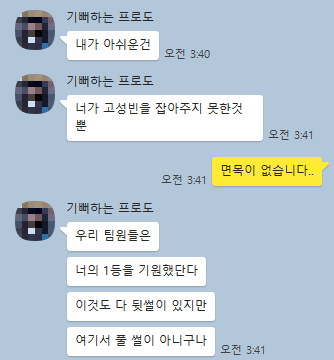 기뻐하는 프로도
내가 아쉬운건
오전 3:40
기뻐하는 프로도
너가 고성빈을 잡아주지 못한것
뿐
오전 3:41
면목이 없습니다..
오전 3:41
기뻐하는 프로도
우리 팀원들은
너의 1등을 기원했단다
이것도 다 뒷썰이 있지만
여기서 풀 썰이 아니구나
오전 3:41